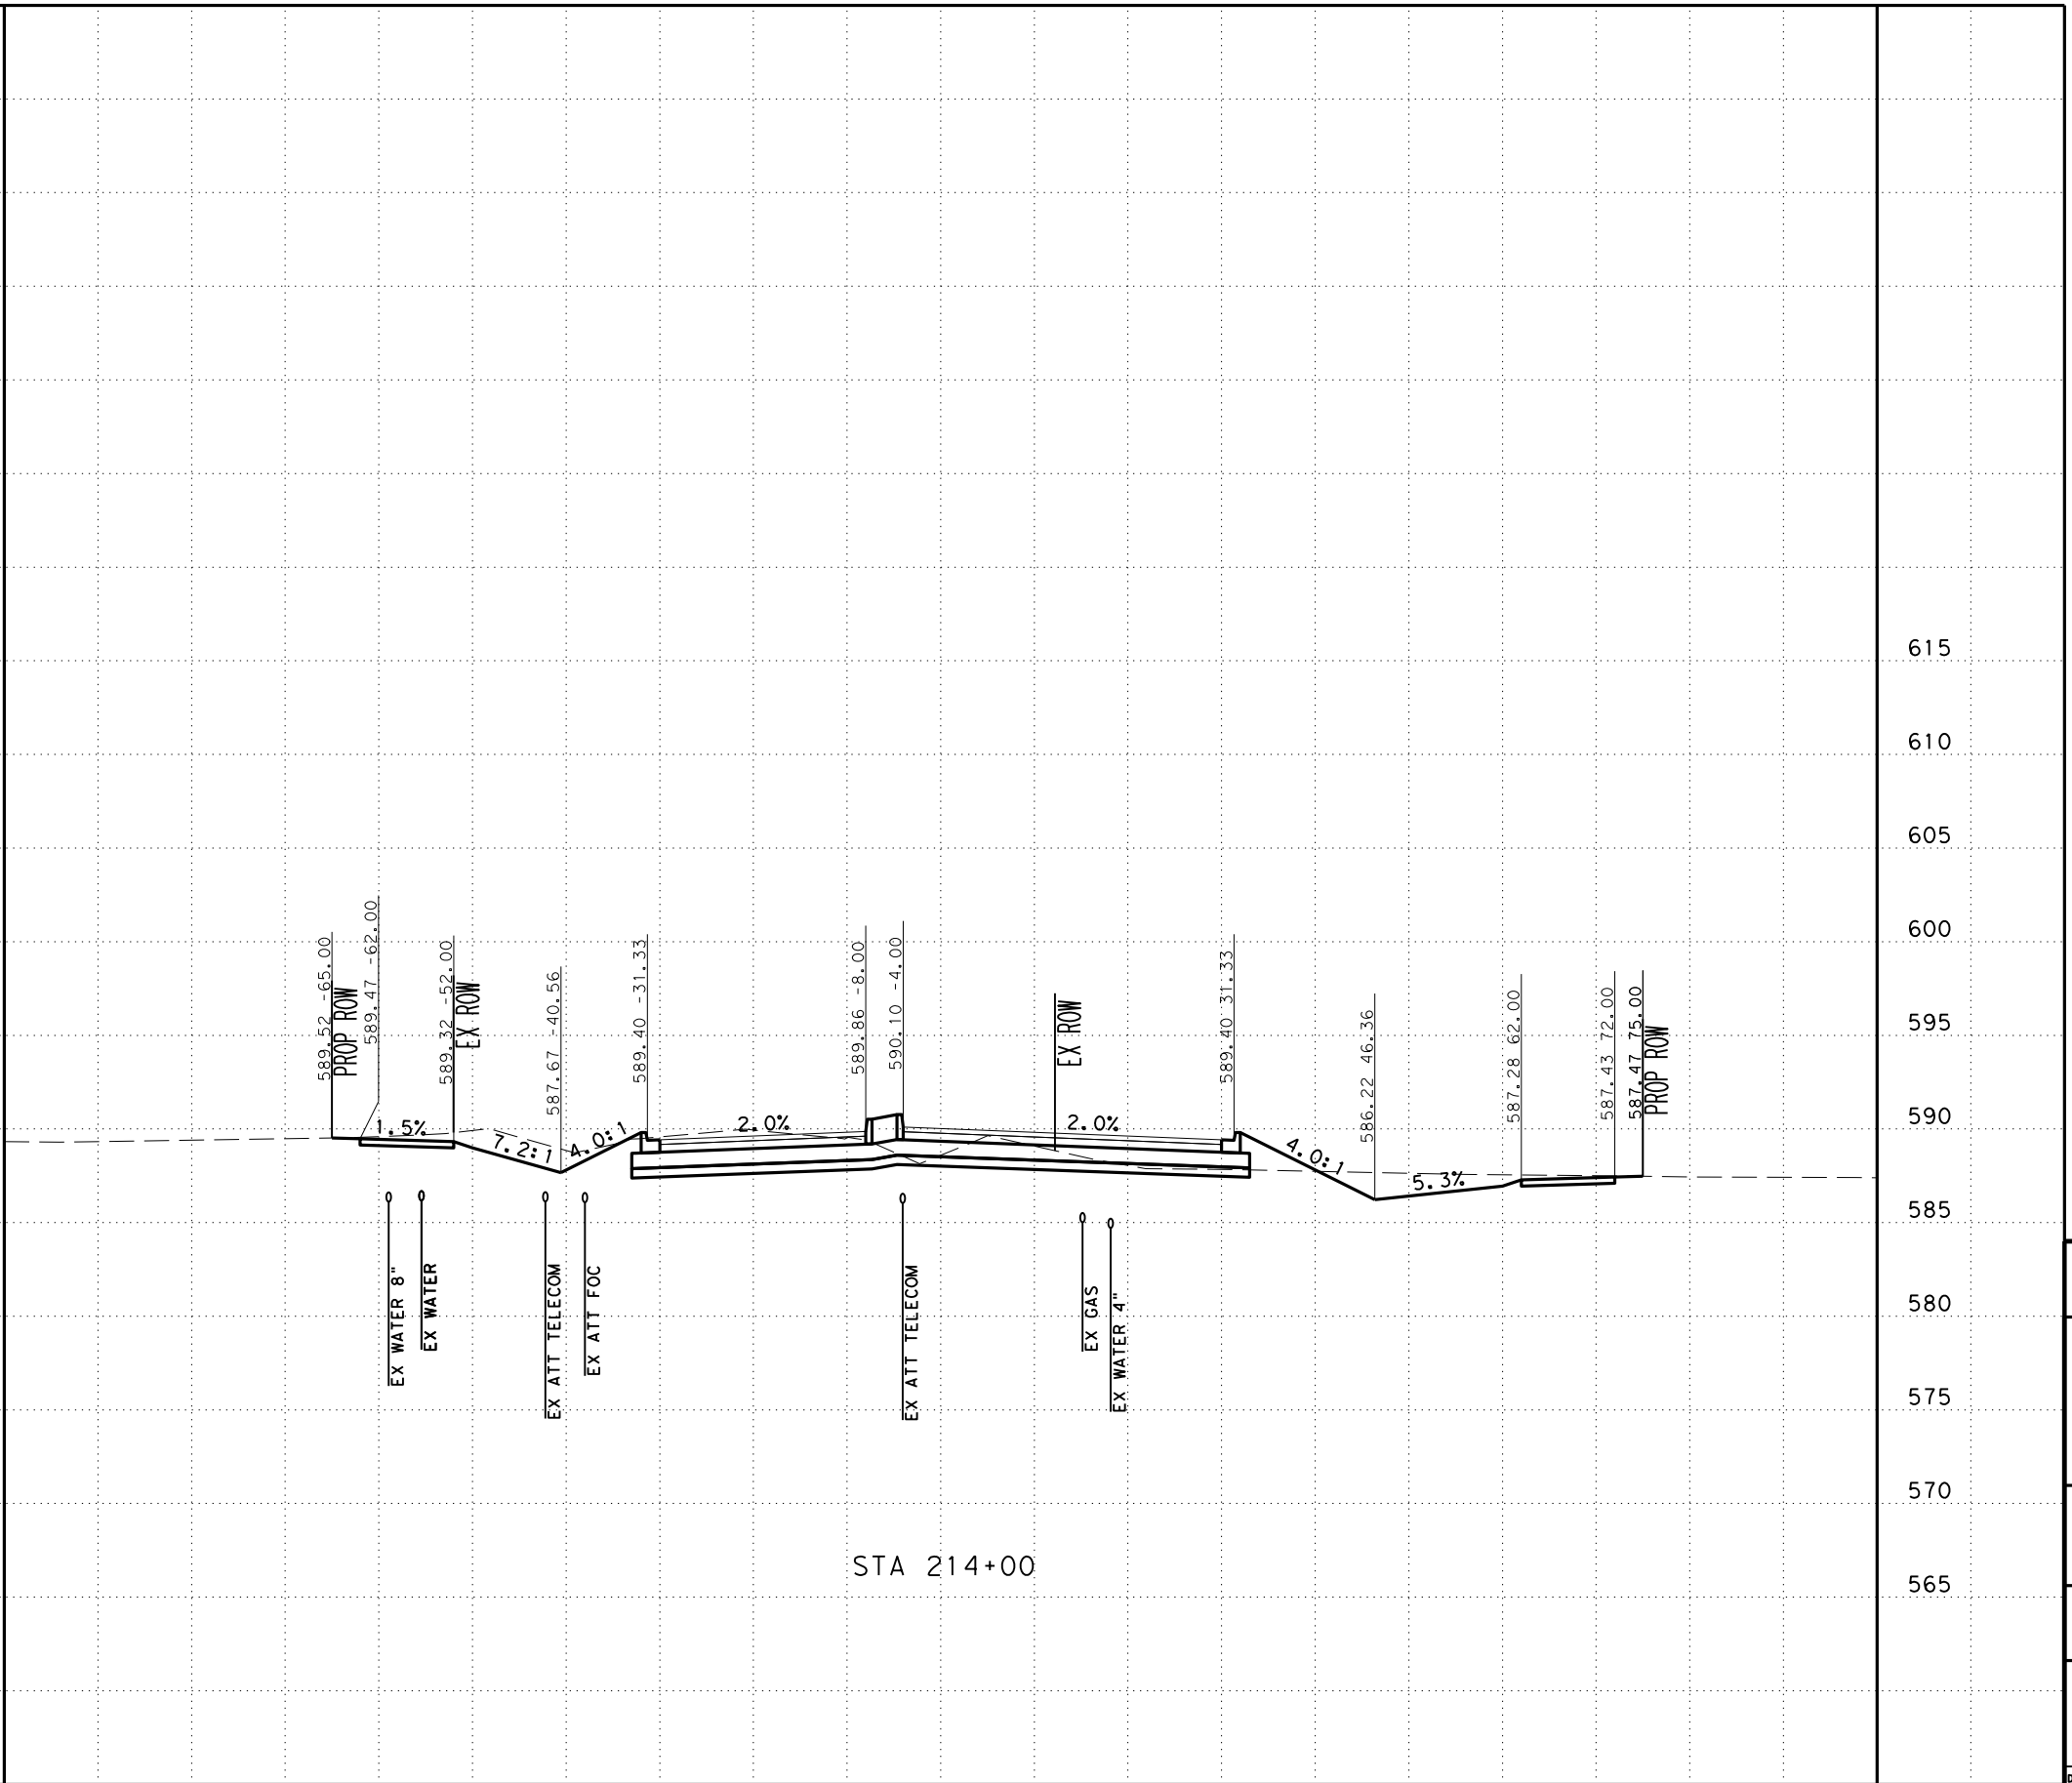 615
610
605
600
595
590
585
580
575
570
565
589.52 -65.00
PROP ROW
589.47 -62.00
589.32 -52.00
EX ROW
587.67 -40.56
589.40 -31.33
589.86 -8.00
590.10 -4.00
EX ROW
589.40 31.33
586.22 46.36
587.28 62.00
587.43 72.00
587.47 75.00
PROP ROW
1.5%
7.2:1
4.0:1
2.0%
2.0%
4.0:1
5.3%
EX WATER 8"
EX WATER
EX ATT TELECOM
EX ATT FOC
EX ATT TELECOM
EX GAS
EX WATER 4"
STA 214+00